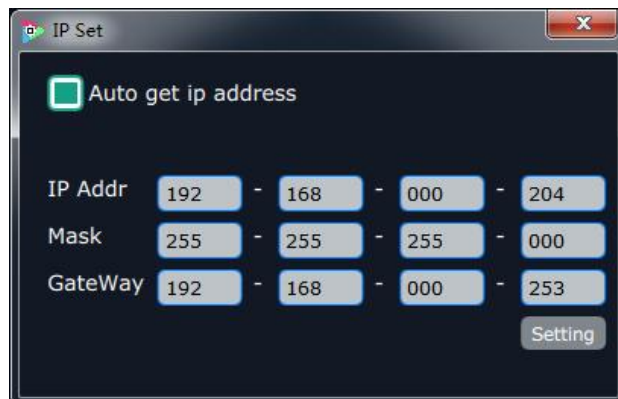 IP Set
Auto get ip address
IP Addr 192 - 168 - 000 - 204
Mask 255 - 255 - 255 - 000
GateWay 192 - 168 - 000 - 253
Setting